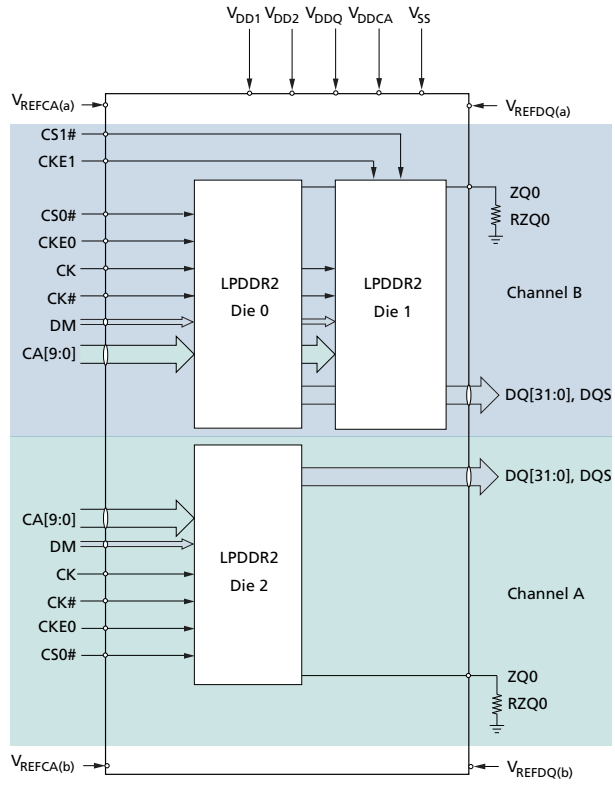 VDD1 VDD2 VDDQ VDDCA VSS
VREFCA(a)
VREFDQ(a)
CS1#
CKE1
ZQ0
RZQ0
CS0#
CKE0
CK
CK#
DM
CA[9:0]
LPDDR2
Die 0
LPDDR2
Die 1
Channel B
DQ[31:0], DQS
DQ[31:0], DQS
CA[9:0]
DM
CK
CK#
CKE0
CS0#
LPDDR2
Die 2
Channel A
ZQ0
RZQ0
VREFCA(b)
VREFDQ(b)